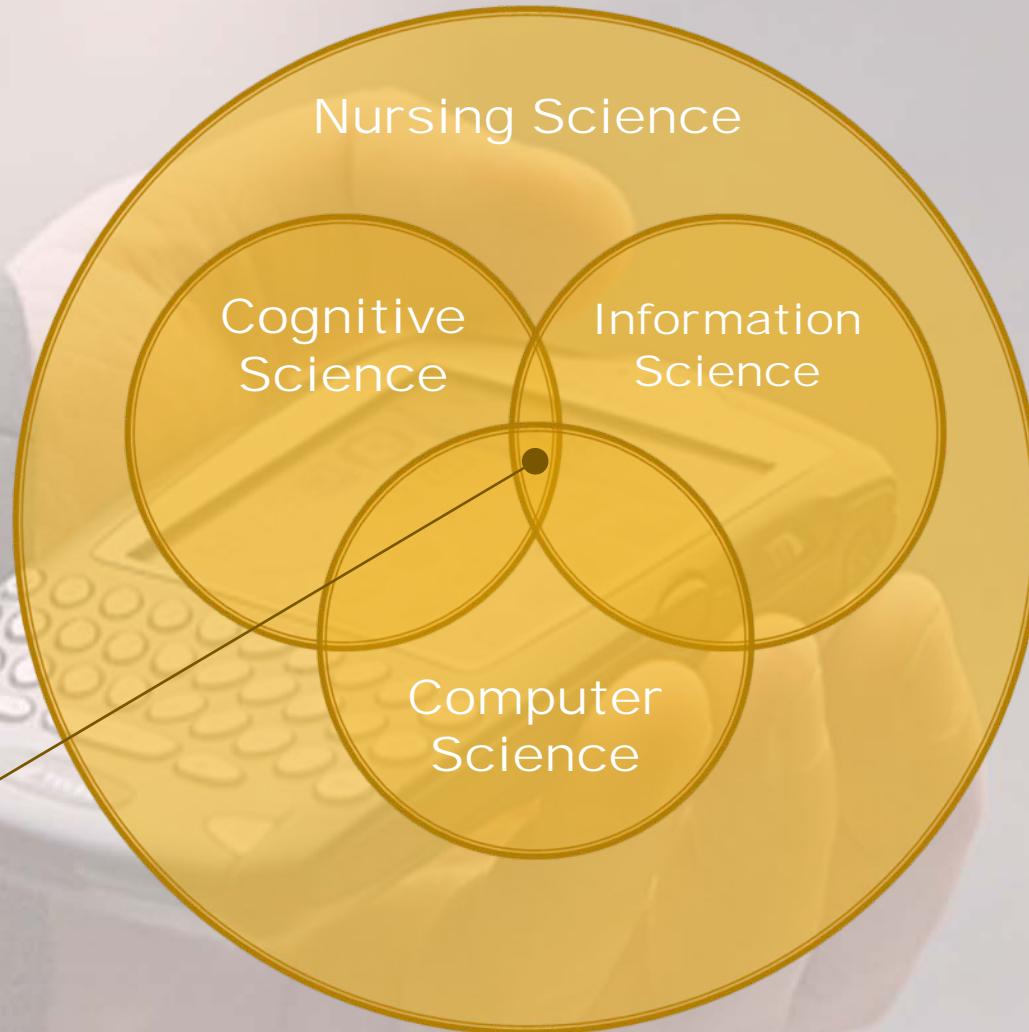 Nursing Science
Cognitive
Science
Information
Science
Computer
Science